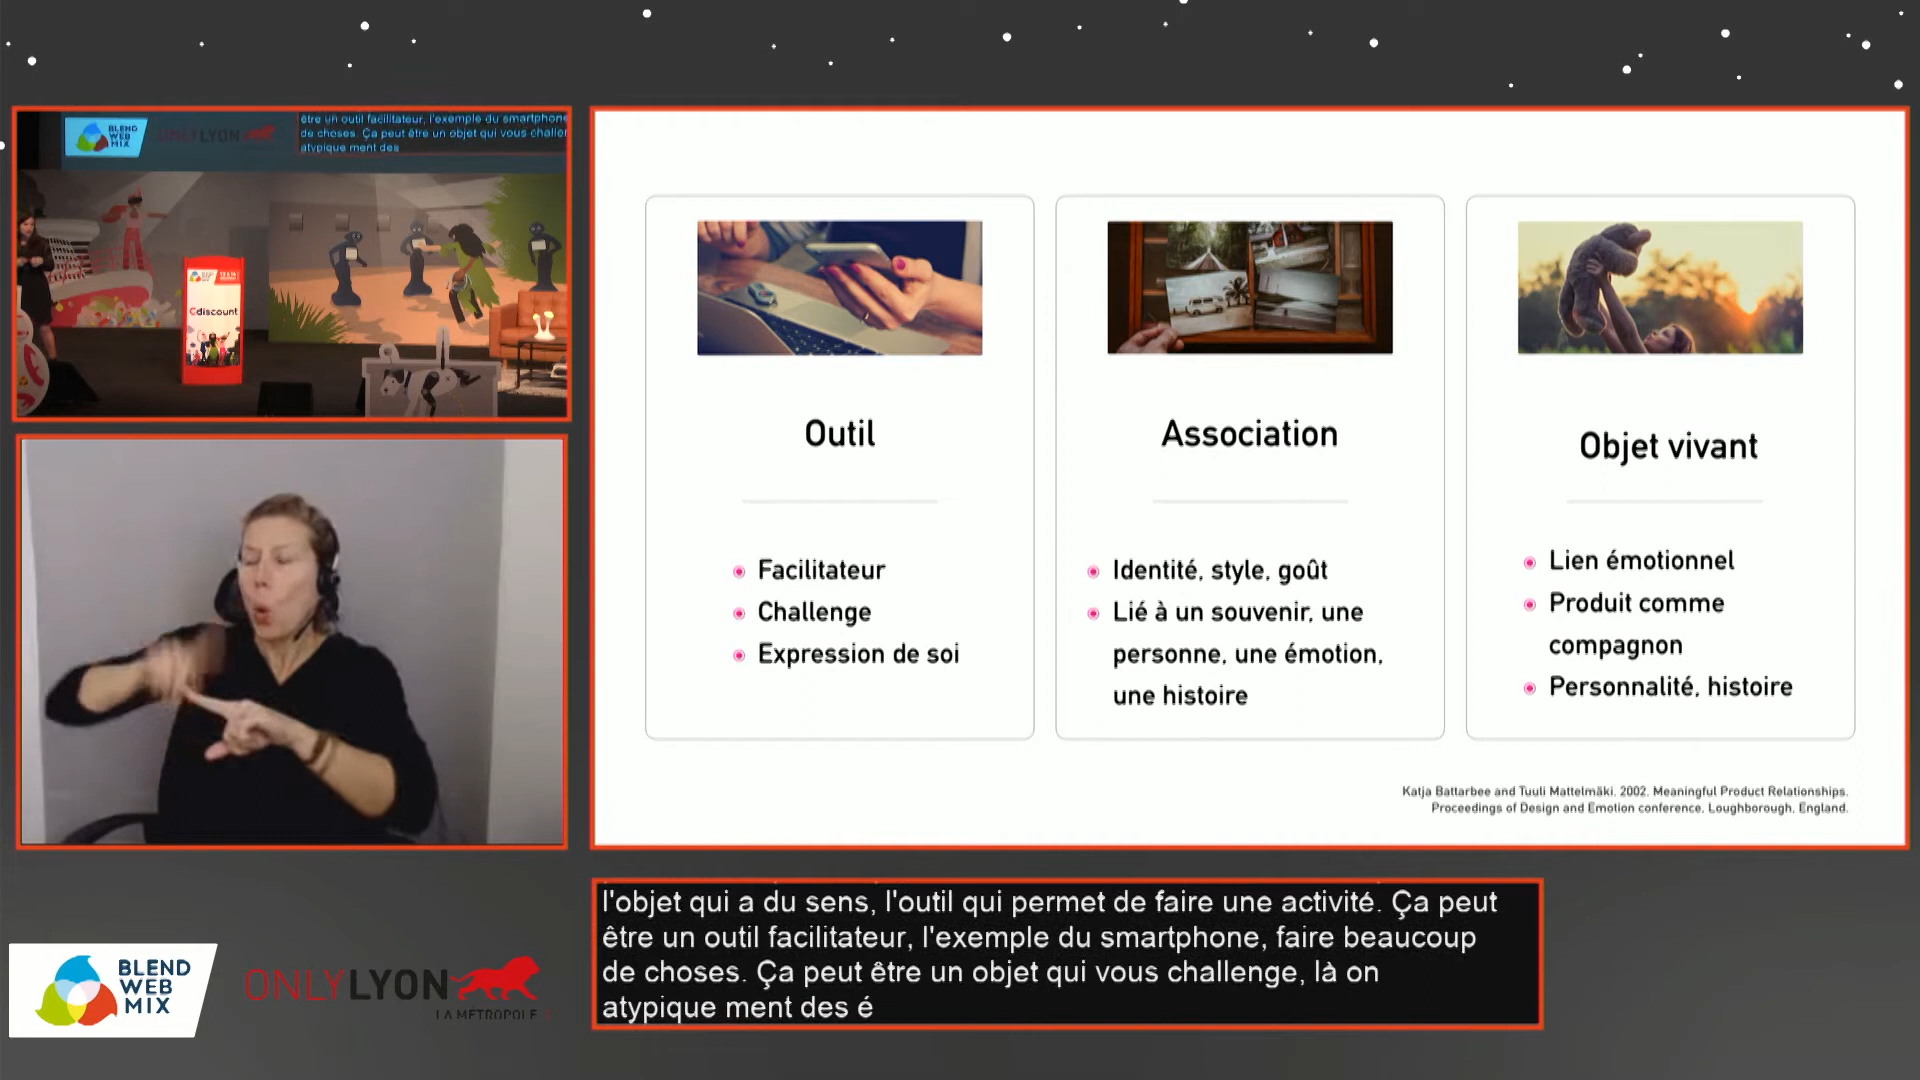 BLEND
WEB
MIX
ONLYLYON
être un outil facilitateur, l'exemple du smartphone
de choses. Ça peut être un objet qui vous challen
atypique ment des
Cdiscount
Outil
Facilitateur
Challenge
Expression de soi
Association
Identité, style, goût
Lié à un souvenir, une
personne, une émotion,
une histoire
Objet vivant
Lien émotionnel
Produit comme
compagnon
Personnalité, histoire
Katja Battarbee and Tuuli Mattelmäki. 2002. Meaningful Product Relationships.
Proceedings of Design and Emotion conference, Loughborough, England.
l'objet qui a du sens, l'outil qui permet de faire une activité. Ça peut
être un outil facilitateur, l'exemple du smartphone, faire beaucoup
de choses. Ça peut être un objet qui vous challenge, là on
atypique ment des é
BLEND
WEB
MIX
ONLYLYON
LA MÉTROPOLE